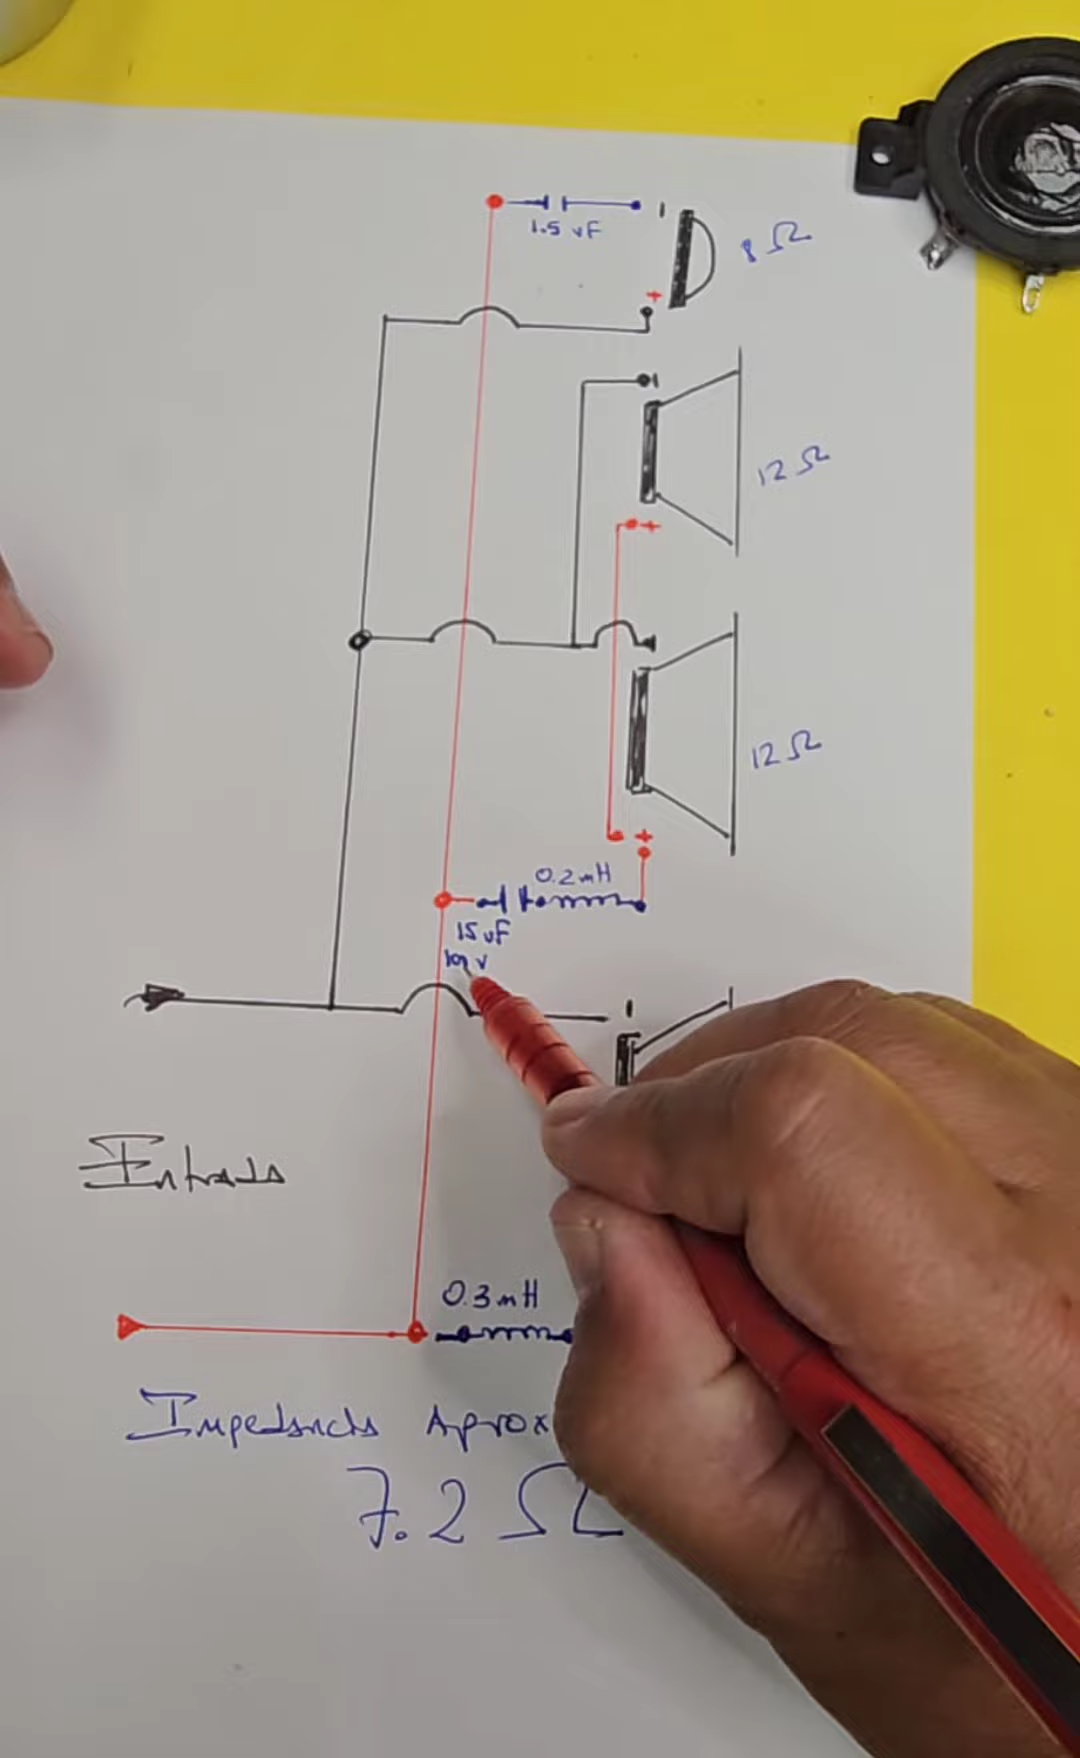 1.5 uF
8 Ω
12 Ω
12 Ω
0.2 mH
15 uF
Entrada
0.3 mH
Impedancia Aprox
7.2 Ω